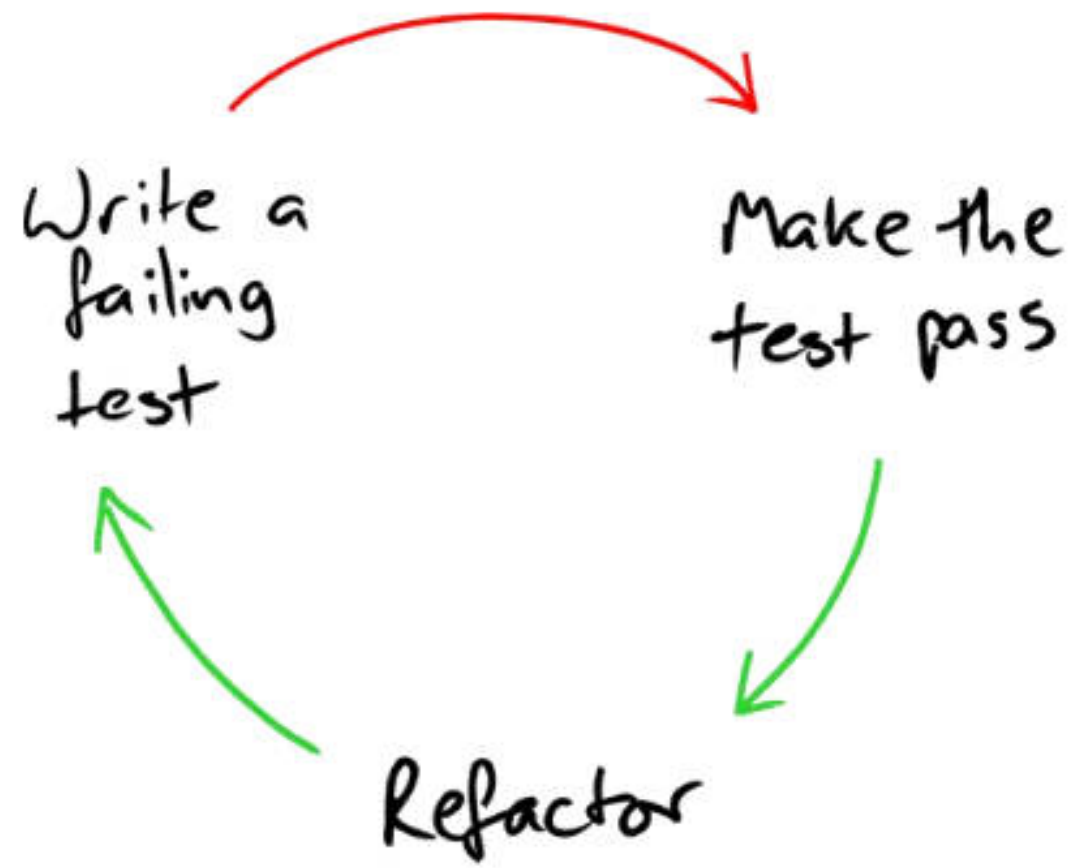 Write a
failing
test
Make the
test pass
Refactor